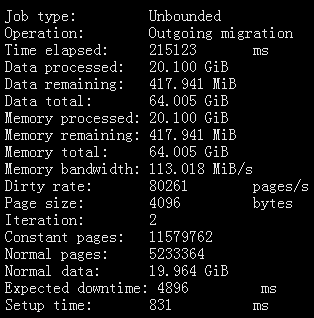 Job type: Unbounded
Operation: Outgoing migration
Time elapsed: 215123 ms
Data processed: 20.100 GiB
Data remaining: 417.941 MiB
Data total: 64.005 GiB
Memory processed: 20.100 GiB
Memory remaining: 417.941 MiB
Memory total: 64.005 GiB
Memory bandwidth: 113.018 MiB/s
Dirty rate: 80261 pages/s
Page size: 4096 bytes
Iteration: 2
Constant pages: 11579762
Normal pages: 5233364
Normal data: 19.964 GiB
Expected downtime: 4896 ms
Setup time: 831 ms